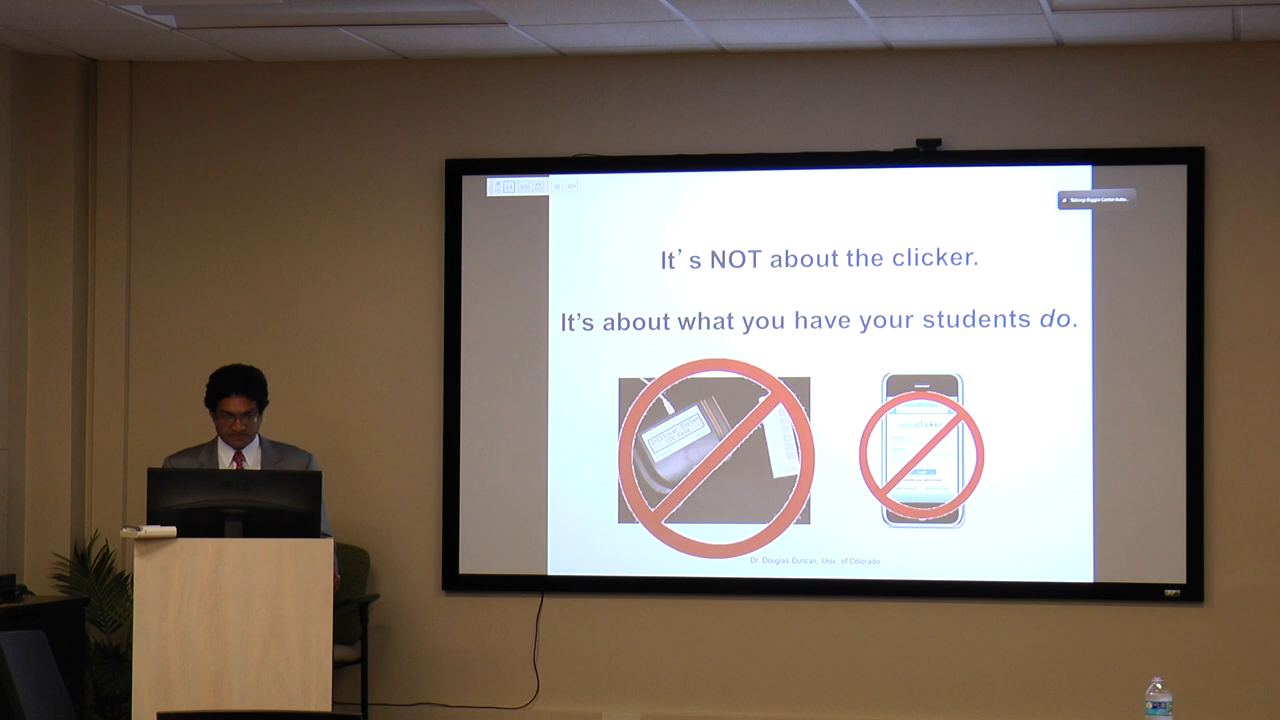 It's NOT about the clicker.
It's about what you have your students do.
clicker
Dr. Douglas Duncan, Univ. of Colorado